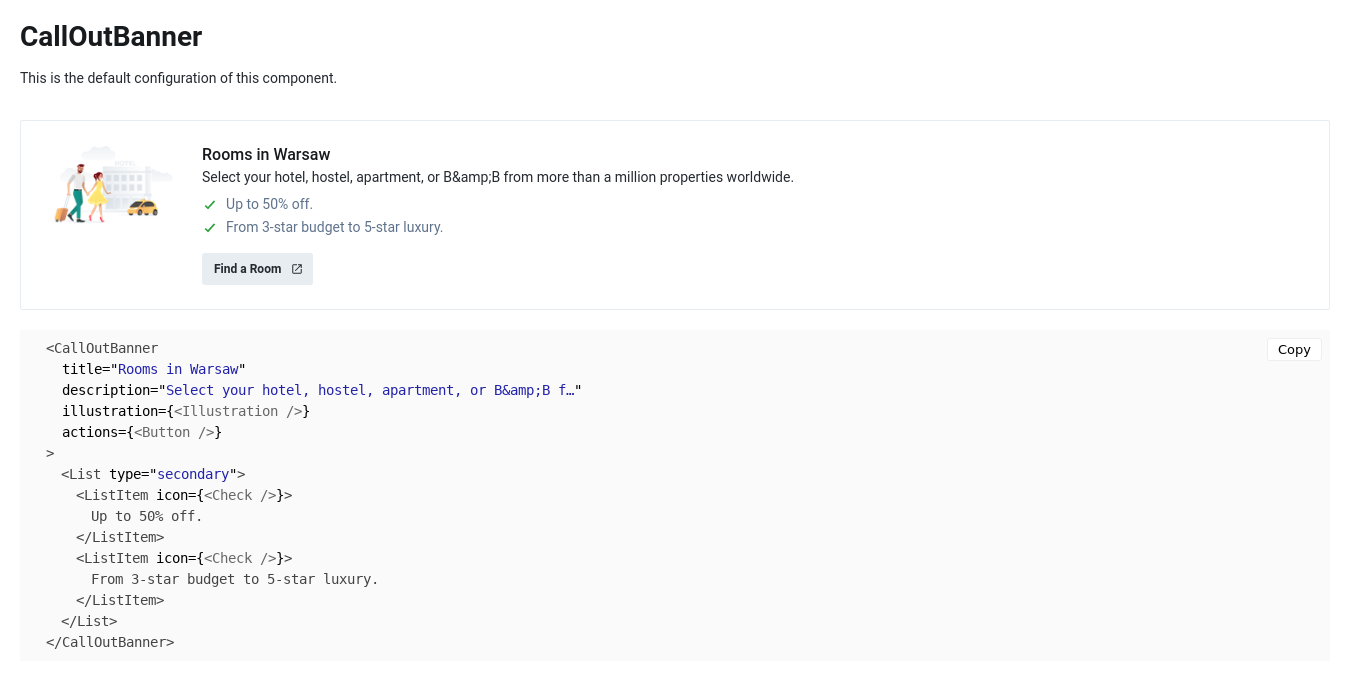 CallOutBanner
This is the default configuration of this component.
HOTEL
Rooms in Warsaw
Select your hotel, hostel, apartment, or B&amp;B from more than a million properties worldwide.
Up to 50% off.
From 3-star budget to 5-star luxury.
Find a Room
Copy
<CallOutBanner
title="Rooms in Warsaw"
description="Select your hotel, hostel, apartment, or B&amp;B f…"
illustration={<Illustration />}
actions={<Button />}
>
<List type="secondary">
<ListItem icon={<Check />}>
Up to 50% off.
</ListItem>
<ListItem icon={<Check />}>
From 3-star budget to 5-star luxury.
</ListItem>
</List>
</CallOutBanner>